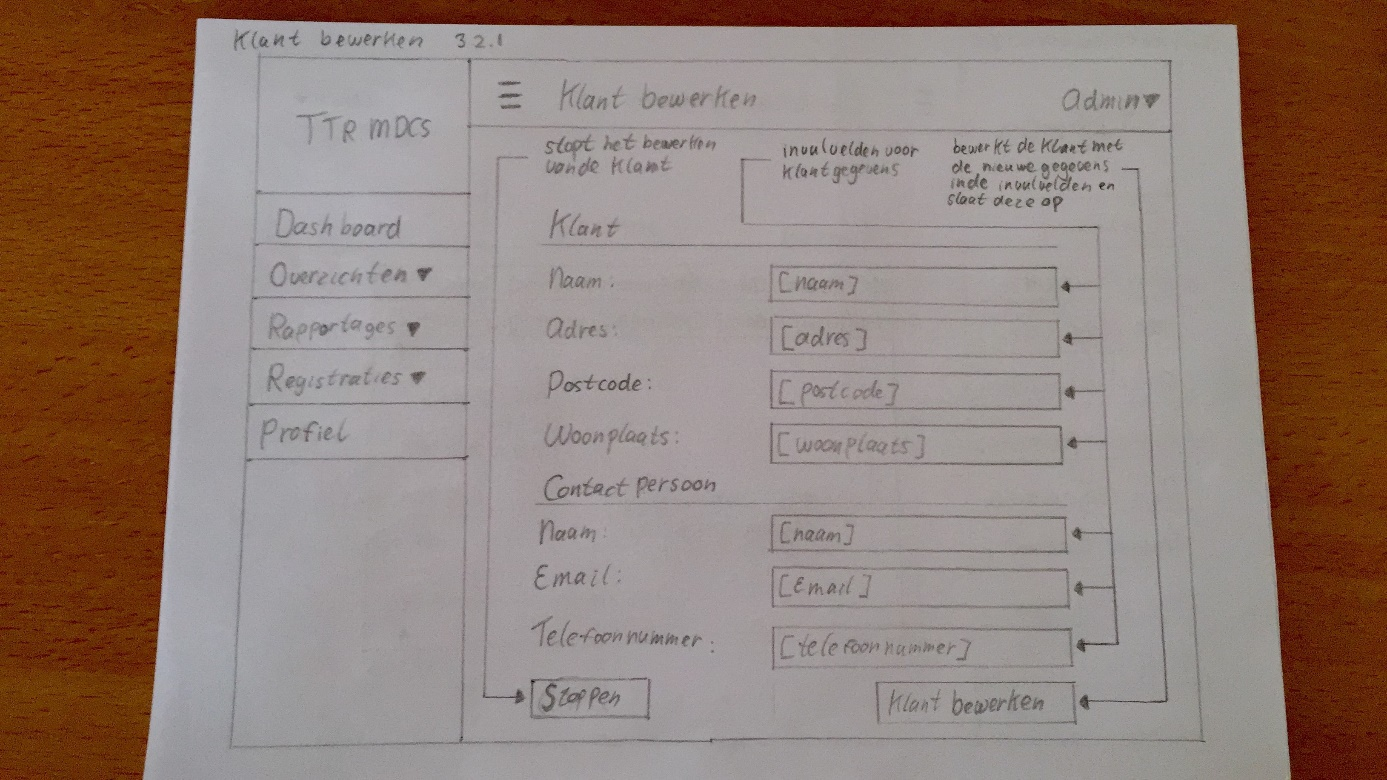 Klant bewerken 3.2.1
TTR MDCS
☰ Klant bewerken
Admin▼
Dashboard
Overzichten ▼
Rapportages ▼
Registraties ▼
Profiel
stopt het bewerken
van de Klant
invulvelden voor
Klantgegevens
bewerkt de Klant met
de nieuwe gegevens
in de invulvelden en
slaat deze op
Klant
Naam: [naam]
Adres: [adres]
Postcode: [postcode]
Woonplaats: [woonplaats]
Contact persoon
Naam: [naam]
Email: [Email]
Telefoonnummer: [telefoonnummer]
Stoppen
Klant bewerken